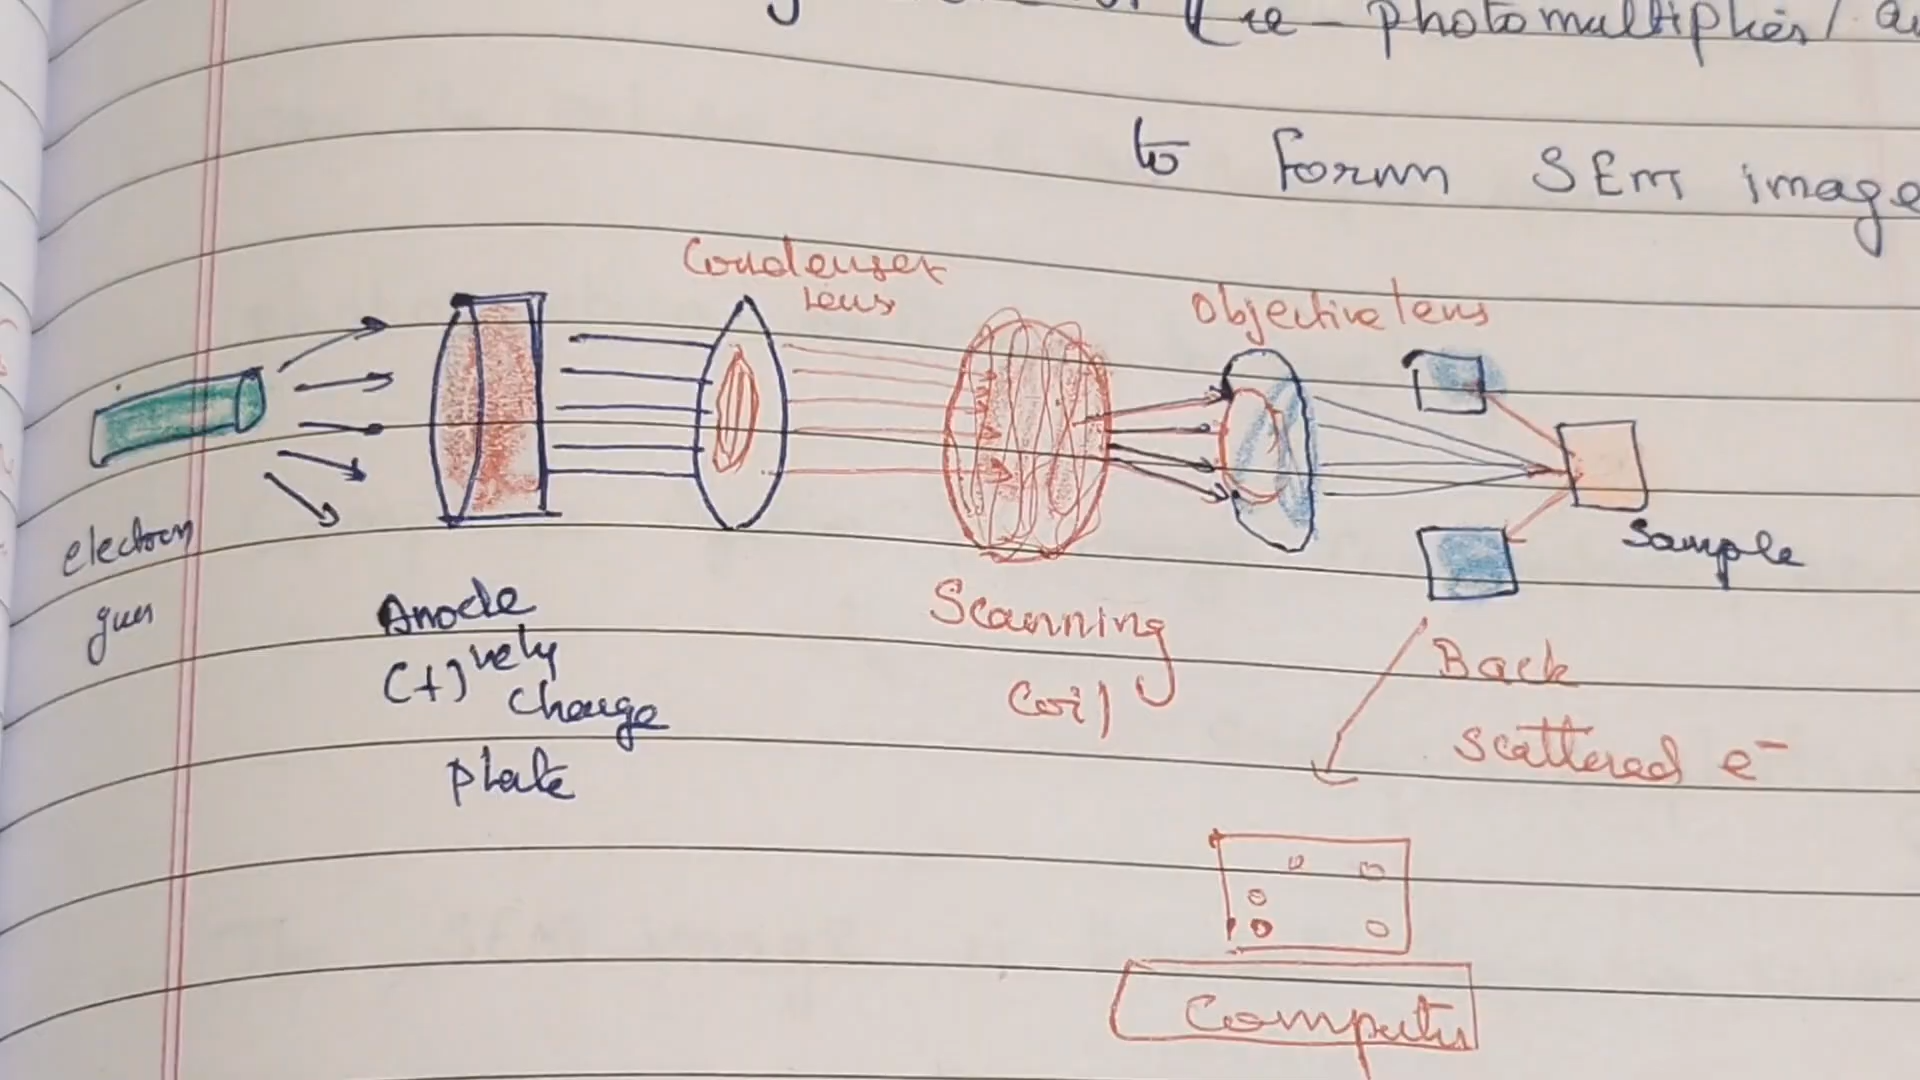 (ie - photomultiplier/
to form SEM image
Condenser
lens
Objective lens
electron
gun
Sample
Anode
(+)vely
charge
plate
Scanning
Coil
Back
scattered e-
Computer